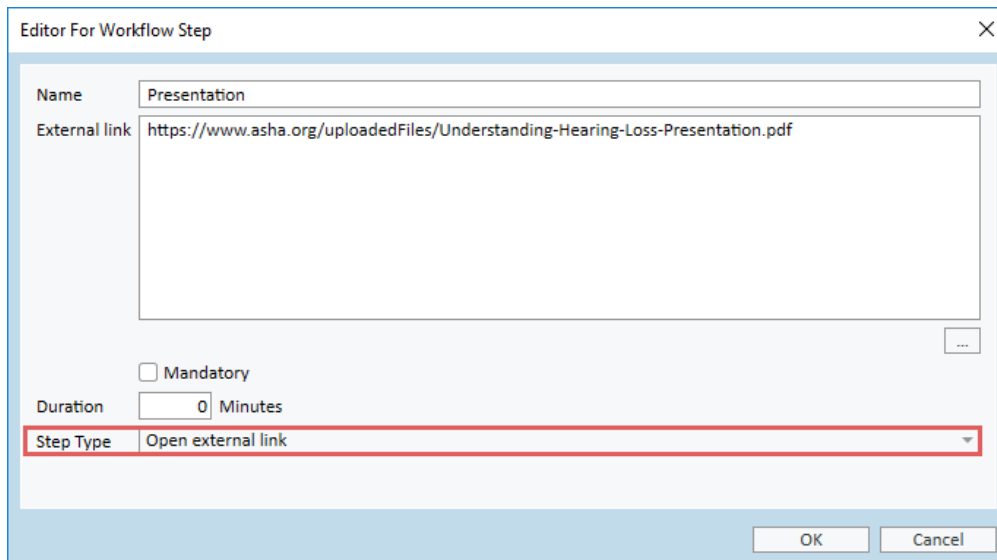 Editor For Workflow Step
Name Presentation
External link https://www.asha.org/uploadedFiles/Understanding-Hearing-Loss-Presentation.pdf
...
Mandatory
Duration 0 Minutes
Step Type Open external link
OK Cancel